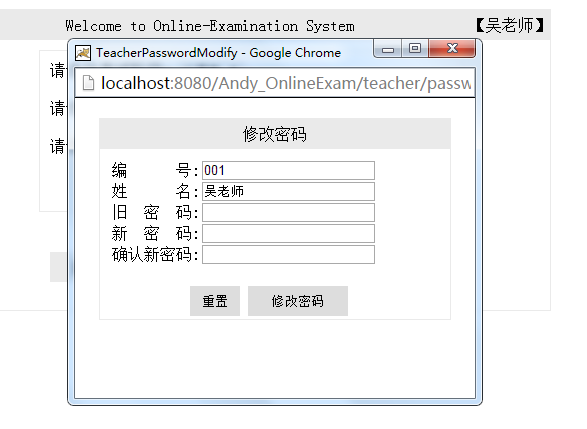 Welcome to Online-Examination System 【吴老师】
TeacherPasswordModify - Google Chrome
localhost:8080/Andy_OnlineExam/teacher/passw
请
请
请
修改密码
编 号: 001
姓 名: 吴老师
旧 密 码:
新 密 码:
确认新密码:
重置 修改密码